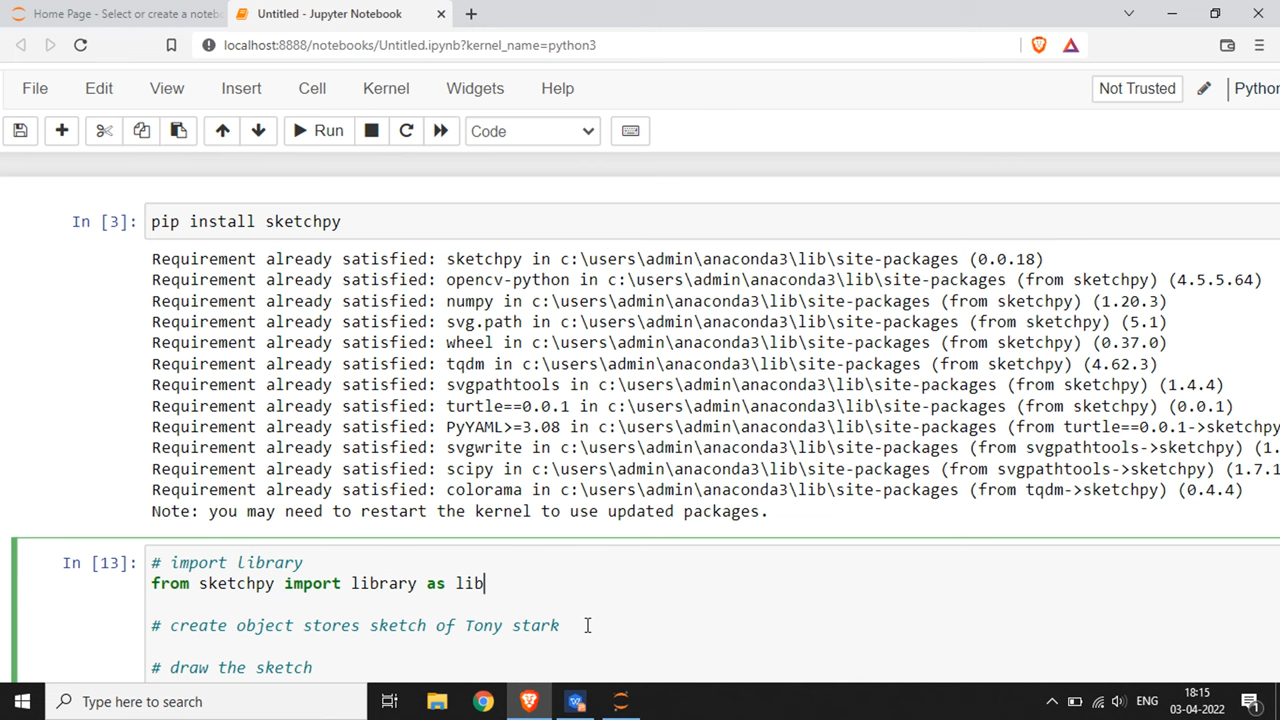 Home Page - Select or create a noteb
Untitled - Jupyter Notebook
localhost:8888/notebooks/Untitled.ipynb?kernel_name=python3
File Edit View Insert Cell Kernel Widgets Help Not Trusted Python
Run Code
In [3]: pip install sketchpy
Requirement already satisfied: sketchpy in c:\users\admin\anaconda3\lib\site-packages (0.0.18)
Requirement already satisfied: opencv-python in c:\users\admin\anaconda3\lib\site-packages (from sketchpy) (4.5.5.64)
Requirement already satisfied: numpy in c:\users\admin\anaconda3\lib\site-packages (from sketchpy) (1.20.3)
Requirement already satisfied: svg.path in c:\users\admin\anaconda3\lib\site-packages (from sketchpy) (5.1)
Requirement already satisfied: wheel in c:\users\admin\anaconda3\lib\site-packages (from sketchpy) (0.37.0)
Requirement already satisfied: tqdm in c:\users\admin\anaconda3\lib\site-packages (from sketchpy) (4.62.3)
Requirement already satisfied: svgpathtools in c:\users\admin\anaconda3\lib\site-packages (from sketchpy) (1.4.4)
Requirement already satisfied: turtle==0.0.1 in c:\users\admin\anaconda3\lib\site-packages (from sketchpy) (0.0.1)
Requirement already satisfied: PyYAML>=3.08 in c:\users\admin\anaconda3\lib\site-packages (from turtle==0.0.1->sketchpy
Requirement already satisfied: svgwrite in c:\users\admin\anaconda3\lib\site-packages (from svgpathtools->sketchpy) (1.
Requirement already satisfied: scipy in c:\users\admin\anaconda3\lib\site-packages (from svgpathtools->sketchpy) (1.7.1
Requirement already satisfied: colorama in c:\users\admin\anaconda3\lib\site-packages (from tqdm->sketchpy) (0.4.4)
Note: you may need to restart the kernel to use updated packages.
In [13]: # import library
from sketchpy import library as lib
# create object stores sketch of Tony stark
# draw the sketch
Type here to search
ENG
18:15
03-04-2022
1